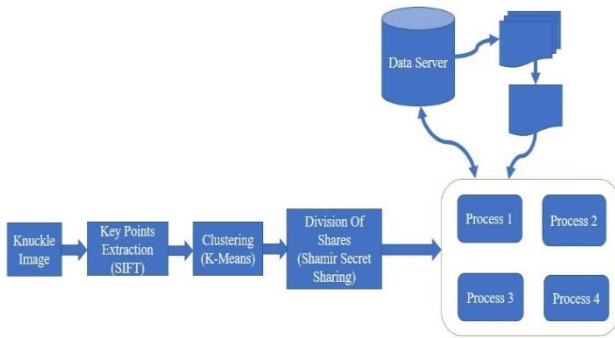 Data Server
Knuckle
Image
Key Points
Extraction
(SIFT)
Clustering
(K-Means)
Division Of
Shares
(Shamir Secret
Sharing)
Process 1
Process 2
Process 3
Process 4